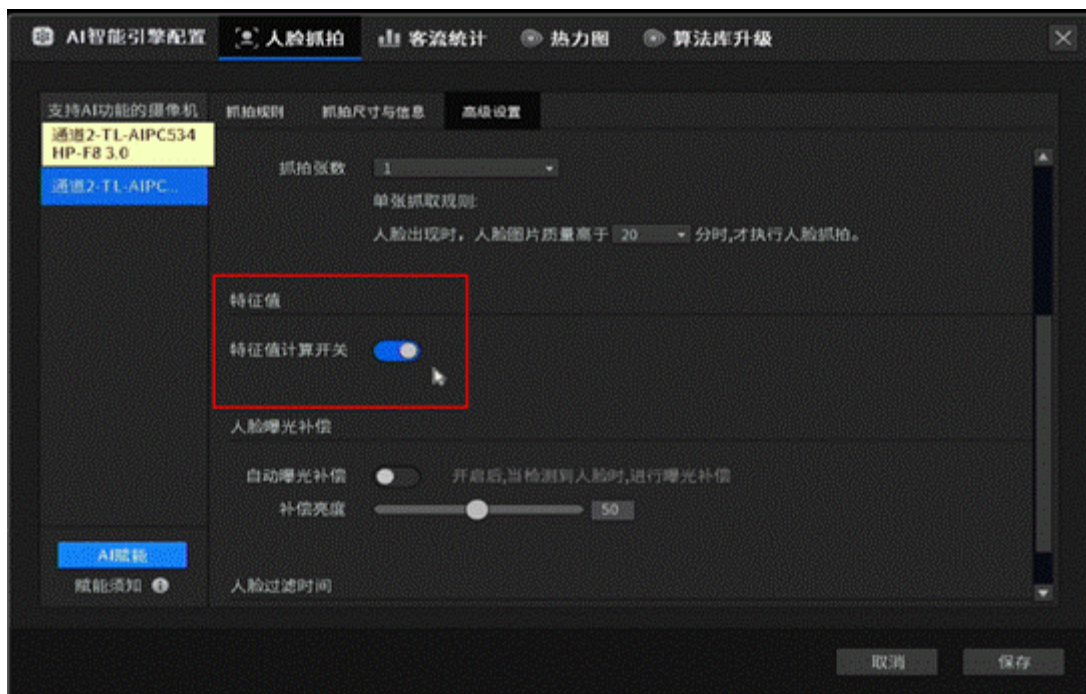 AI智能引擎配置 人脸抓拍 客流统计 热力图 算法库升级
支持AI功能的摄像机 抓拍规则 抓拍尺寸与信息 高级设置
通道2-TL-AIPC534
HP-F8 3.0
通道2-TL-AIPC...
抓拍张数 1
单张抓取规则:
人脸出现时，人脸图片质量高于 20 分时,才执行人脸抓拍。
特征值
特征值计算开关
人脸曝光补偿
自动曝光补偿 开启后,当检测到人脸时,进行曝光补偿
补偿亮度 50
AI赋能
赋能须知
人脸过滤时间
取消 保存